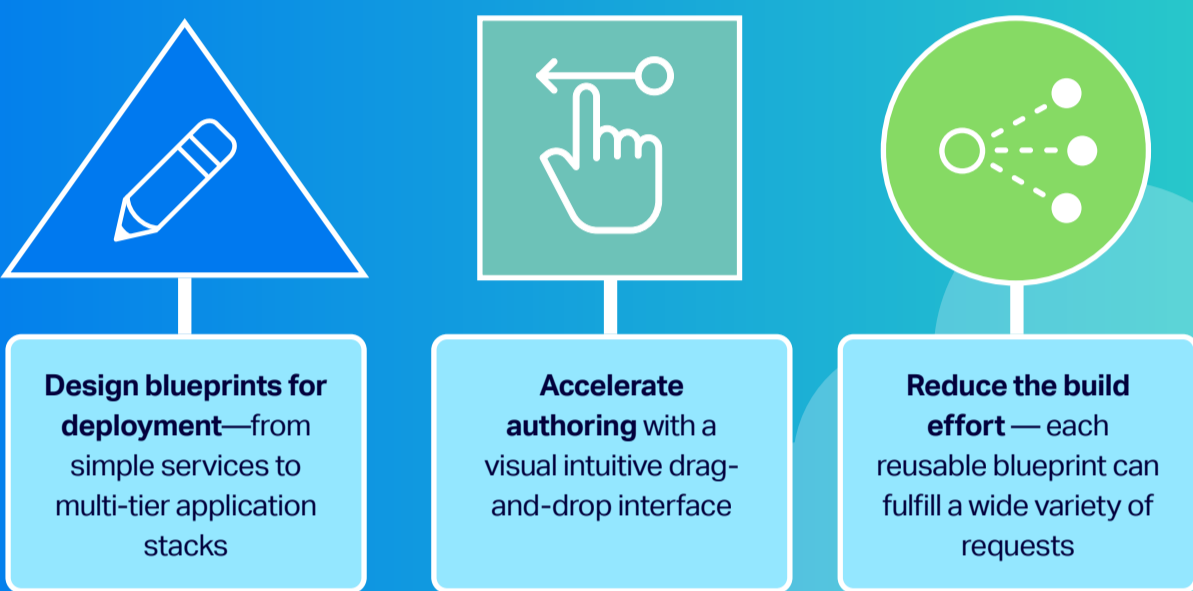 Design blueprints for
deployment—from
simple services to
multi-tier application
stacks
Accelerate
authoring with a
visual intuitive drag-
and-drop interface
Reduce the build
effort — each
reusable blueprint can
fulfill a wide variety of
requests